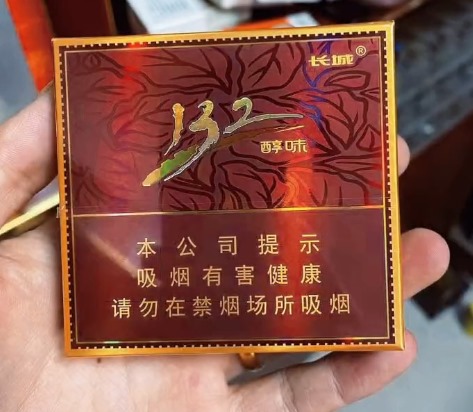 长城®
132
醇味
本公司提示
吸烟有害健康
请勿在禁烟场所吸烟